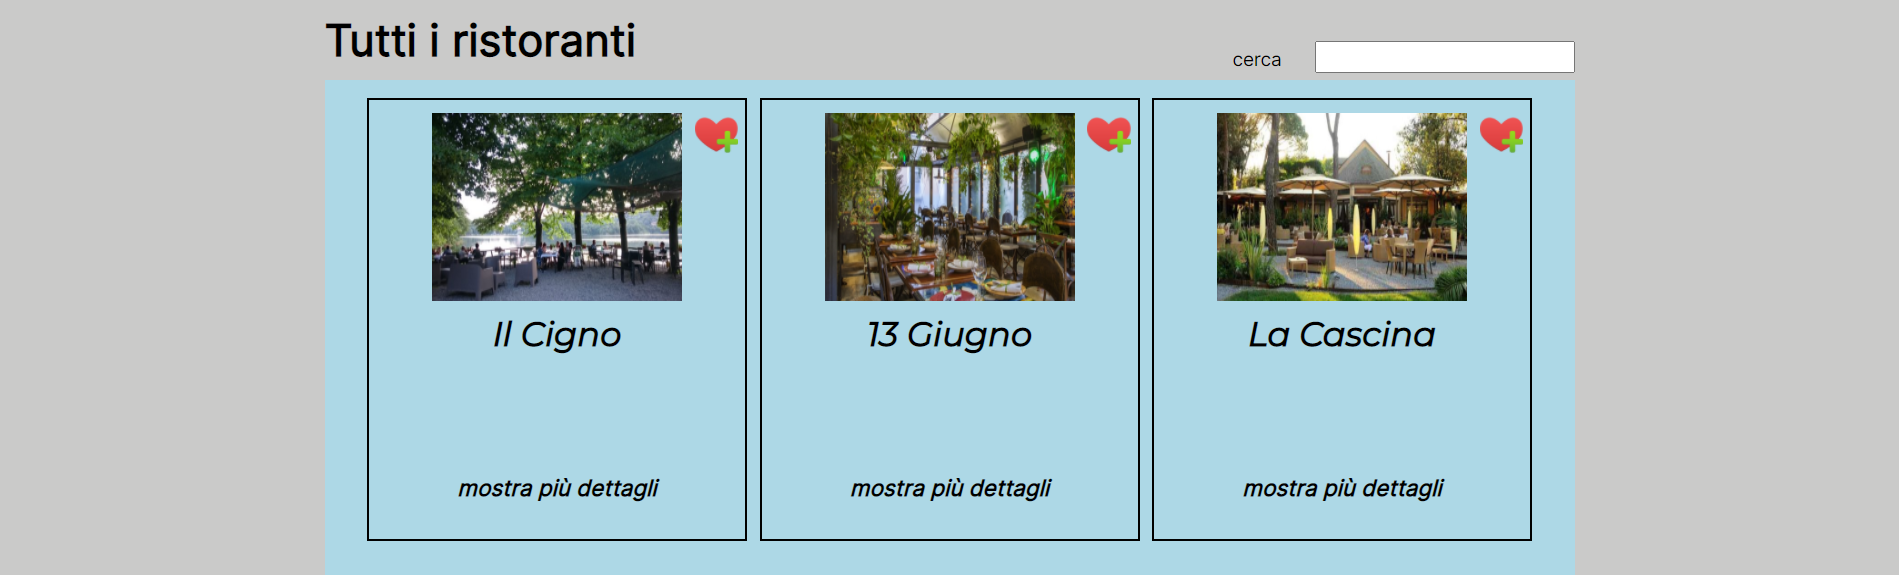 Tutti i ristoranti
cerca
Il Cigno
13 Giugno
La Cascina
mostra più dettagli
mostra più dettagli
mostra più dettagli